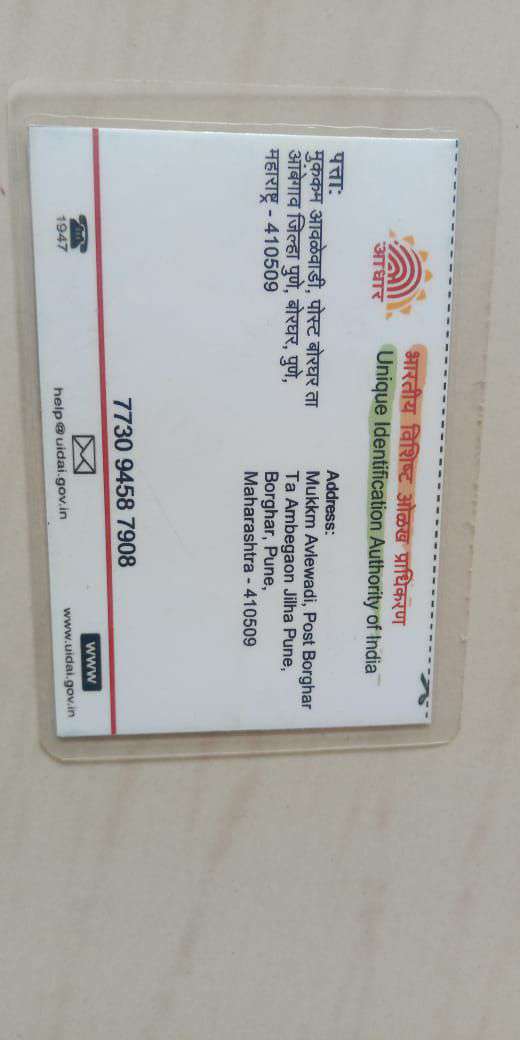 भारतीय विशिष्ट ओळख प्राधिकरण
Unique Identification Authority of India
आधार
पत्ता:
मुक्कम आवळेवाडी, पोस्ट बोरघर ता
आंबेगाव जिल्हा पुणे, बोरघर, पुणे,
महाराष्ट्र - 410509
Address:
Mukkm Avlewadi, Post Borghar
Ta Ambegaon Jilha Pune,
Borghar, Pune,
Maharashtra - 410509
7730 9458 7908
1947
help@uidai.gov.in
www
www.uidai.gov.in